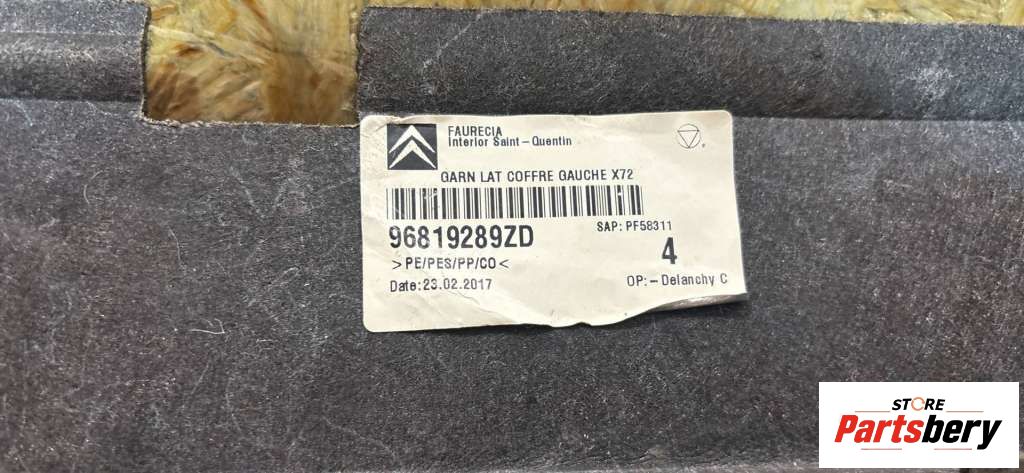 FAURECIA
Interior Saint-Quentin
GARN LAT COFFRE GAUCHE X72
SAP: PF58311
96819289ZD
4
>PE/PES/PP/CO<
Date:23.02.2017
OP:-Delanchy C
STORE
Partsbery